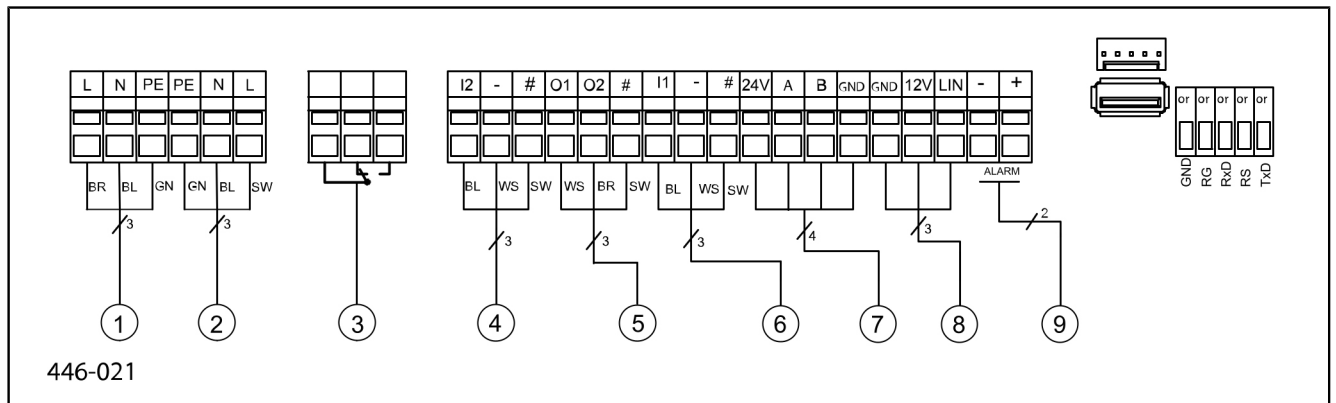 L N PE PE N L
I2 - # O1 O2 # I1 - # 24V A B GND GND 12V LIN - +
or or or or or
BR BL GN GN BL SW
BL WS SW WS BR SW BL WS SW
ALARM
GND RG RxD RS TxD
3 3 3 3 3 4 3 2
1 2 3 4 5 6 7 8 9
446-021